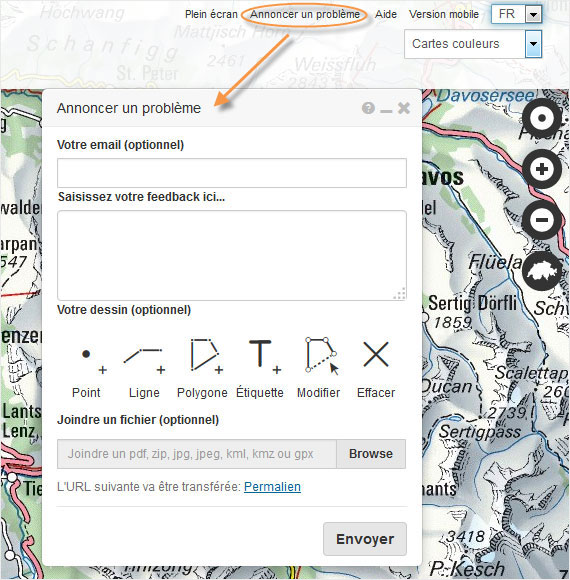 Plein écran Annoncer un problème Aide Version mobile FR
Hochwang
2461
Mattjisch Horn
Schanfigg
Cartes couleurs
St. Peter
Weissfluh
2843
Davosersee
Annoncer un problème
Votre email (optionnel)
Saisissez votre feedback ici...
Votre dessin (optionnel)
Point Ligne Polygone Étiquette Modifier Effacer
Joindre un fichier (optionnel)
Joindre un pdf, zip, jpg, jpeg, kml, kmz ou gpx Browse
L'URL suivante va être transférée: Permalien
Envoyer
avos
walde
arpan
547
Flüela
Sertig Dörfli
1859
Schw
enzer
Scalettap
Ducan
260
2739
Lants
Lenz,
Sertigpass
Tie
nants
3418
P. Kesch